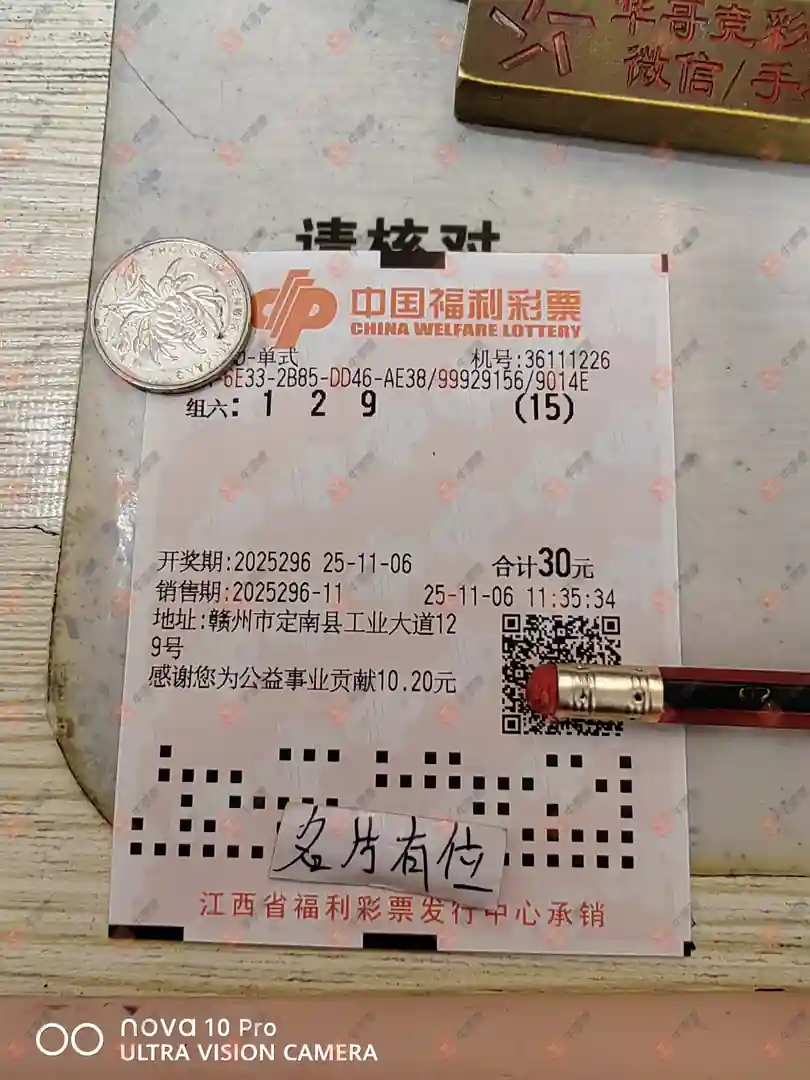 华哥竞彩
微信/手
请核对
中国福利彩票
CHINA WELFARE LOTTERY
-单式 机号:36111226
6E33-2B85-DD46-AE38/99929156/9014E
组六: 1 2 9 (15)
开奖期:2025296 25-11-06 合计30元
销售期:2025296-11 25-11-06 11:35:34
地址:赣州市定南县工业大道12
9号
感谢您为公益事业贡献10.20元
名片有位
江西省福利彩票发行中心承销
nova 10 Pro
ULTRA VISION CAMERA